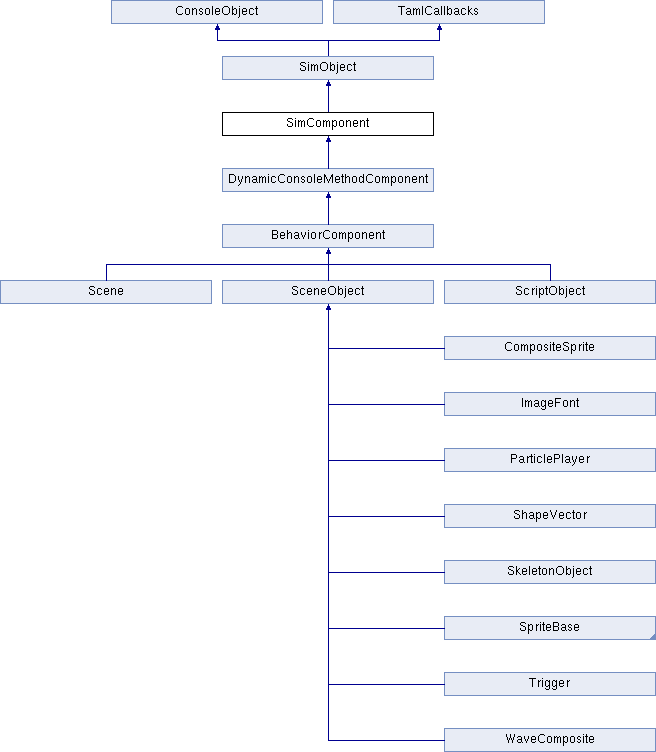 ConsoleObject
TamlCallbacks
SimObject
SimComponent
DynamicConsoleMethodComponent
BehaviorComponent
Scene
SceneObject
ScriptObject
CompositeSprite
ImageFont
ParticlePlayer
ShapeVector
SkeletonObject
SpriteBase
Trigger
WaveComposite